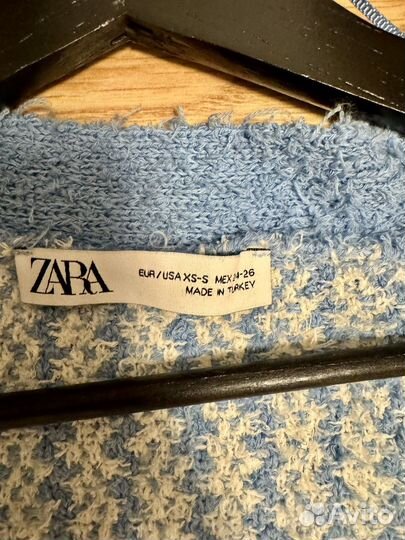 ZARA
EUR/USA XS-S MEX 24-26
MADE IN TURKEY
Avito